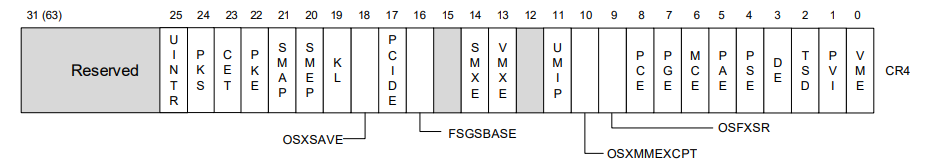 31 (63) 25 24 23 22 21 20 19 18 17 16 15 14 13 12 11 10 9 8 7 6 5 4 3 2 1 0
Reserved UINTR PKS CET PKE SMAP SMEP KL PCIDE SMXE VMXE UMIP PCE PGE MCE PAE PSE DE TSD PVI VME CR4
OSXSAVE FSGSBASE OSFXSR
OSXMMEXCPT